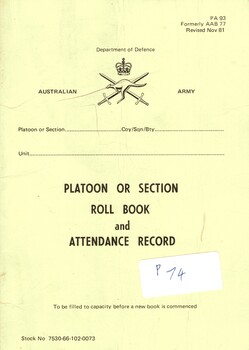 PA 93
Formerly AAB 77
Revised Nov 81
Department of Defence
AUSTRALIAN ARMY
Platoon or Section Coy/Sqn/Bty
Unit
PLATOON OR SECTION
ROLL BOOK
and
ATTENDANCE RECORD
P 14
To be filled to capacity before a new book is commenced
Stock No 7530-66-102-0073